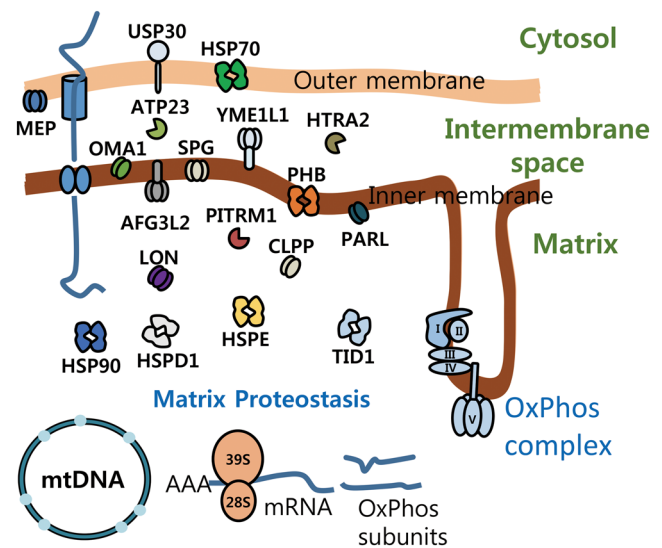 USP30
HSP70
Cytosol
Outer membrane
MEP
ATP23
YME1L1
HTRA2
Intermembrane
space
OMA1
SPG
PHB
Inner membrane
AFG3L2
PITRM1
PARL
Matrix
CLPP
LON
HSP90
HSPD1
HSPE
TID1
I
II
III
IV
V
Matrix Proteostasis
OxPhos
complex
mtDNA
AAA
39S
28S
mRNA
OxPhos
subunits